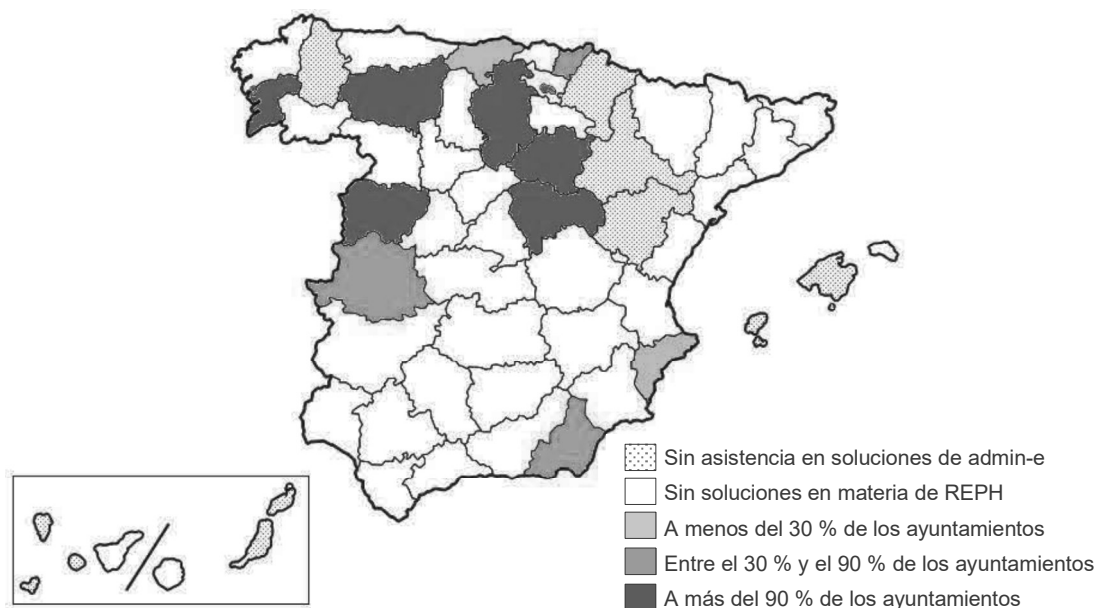 Sin asistencia en soluciones de admin-e
Sin soluciones en materia de REPH
A menos del 30 % de los ayuntamientos
Entre el 30 % y el 90 % de los ayuntamientos
A más del 90 % de los ayuntamientos